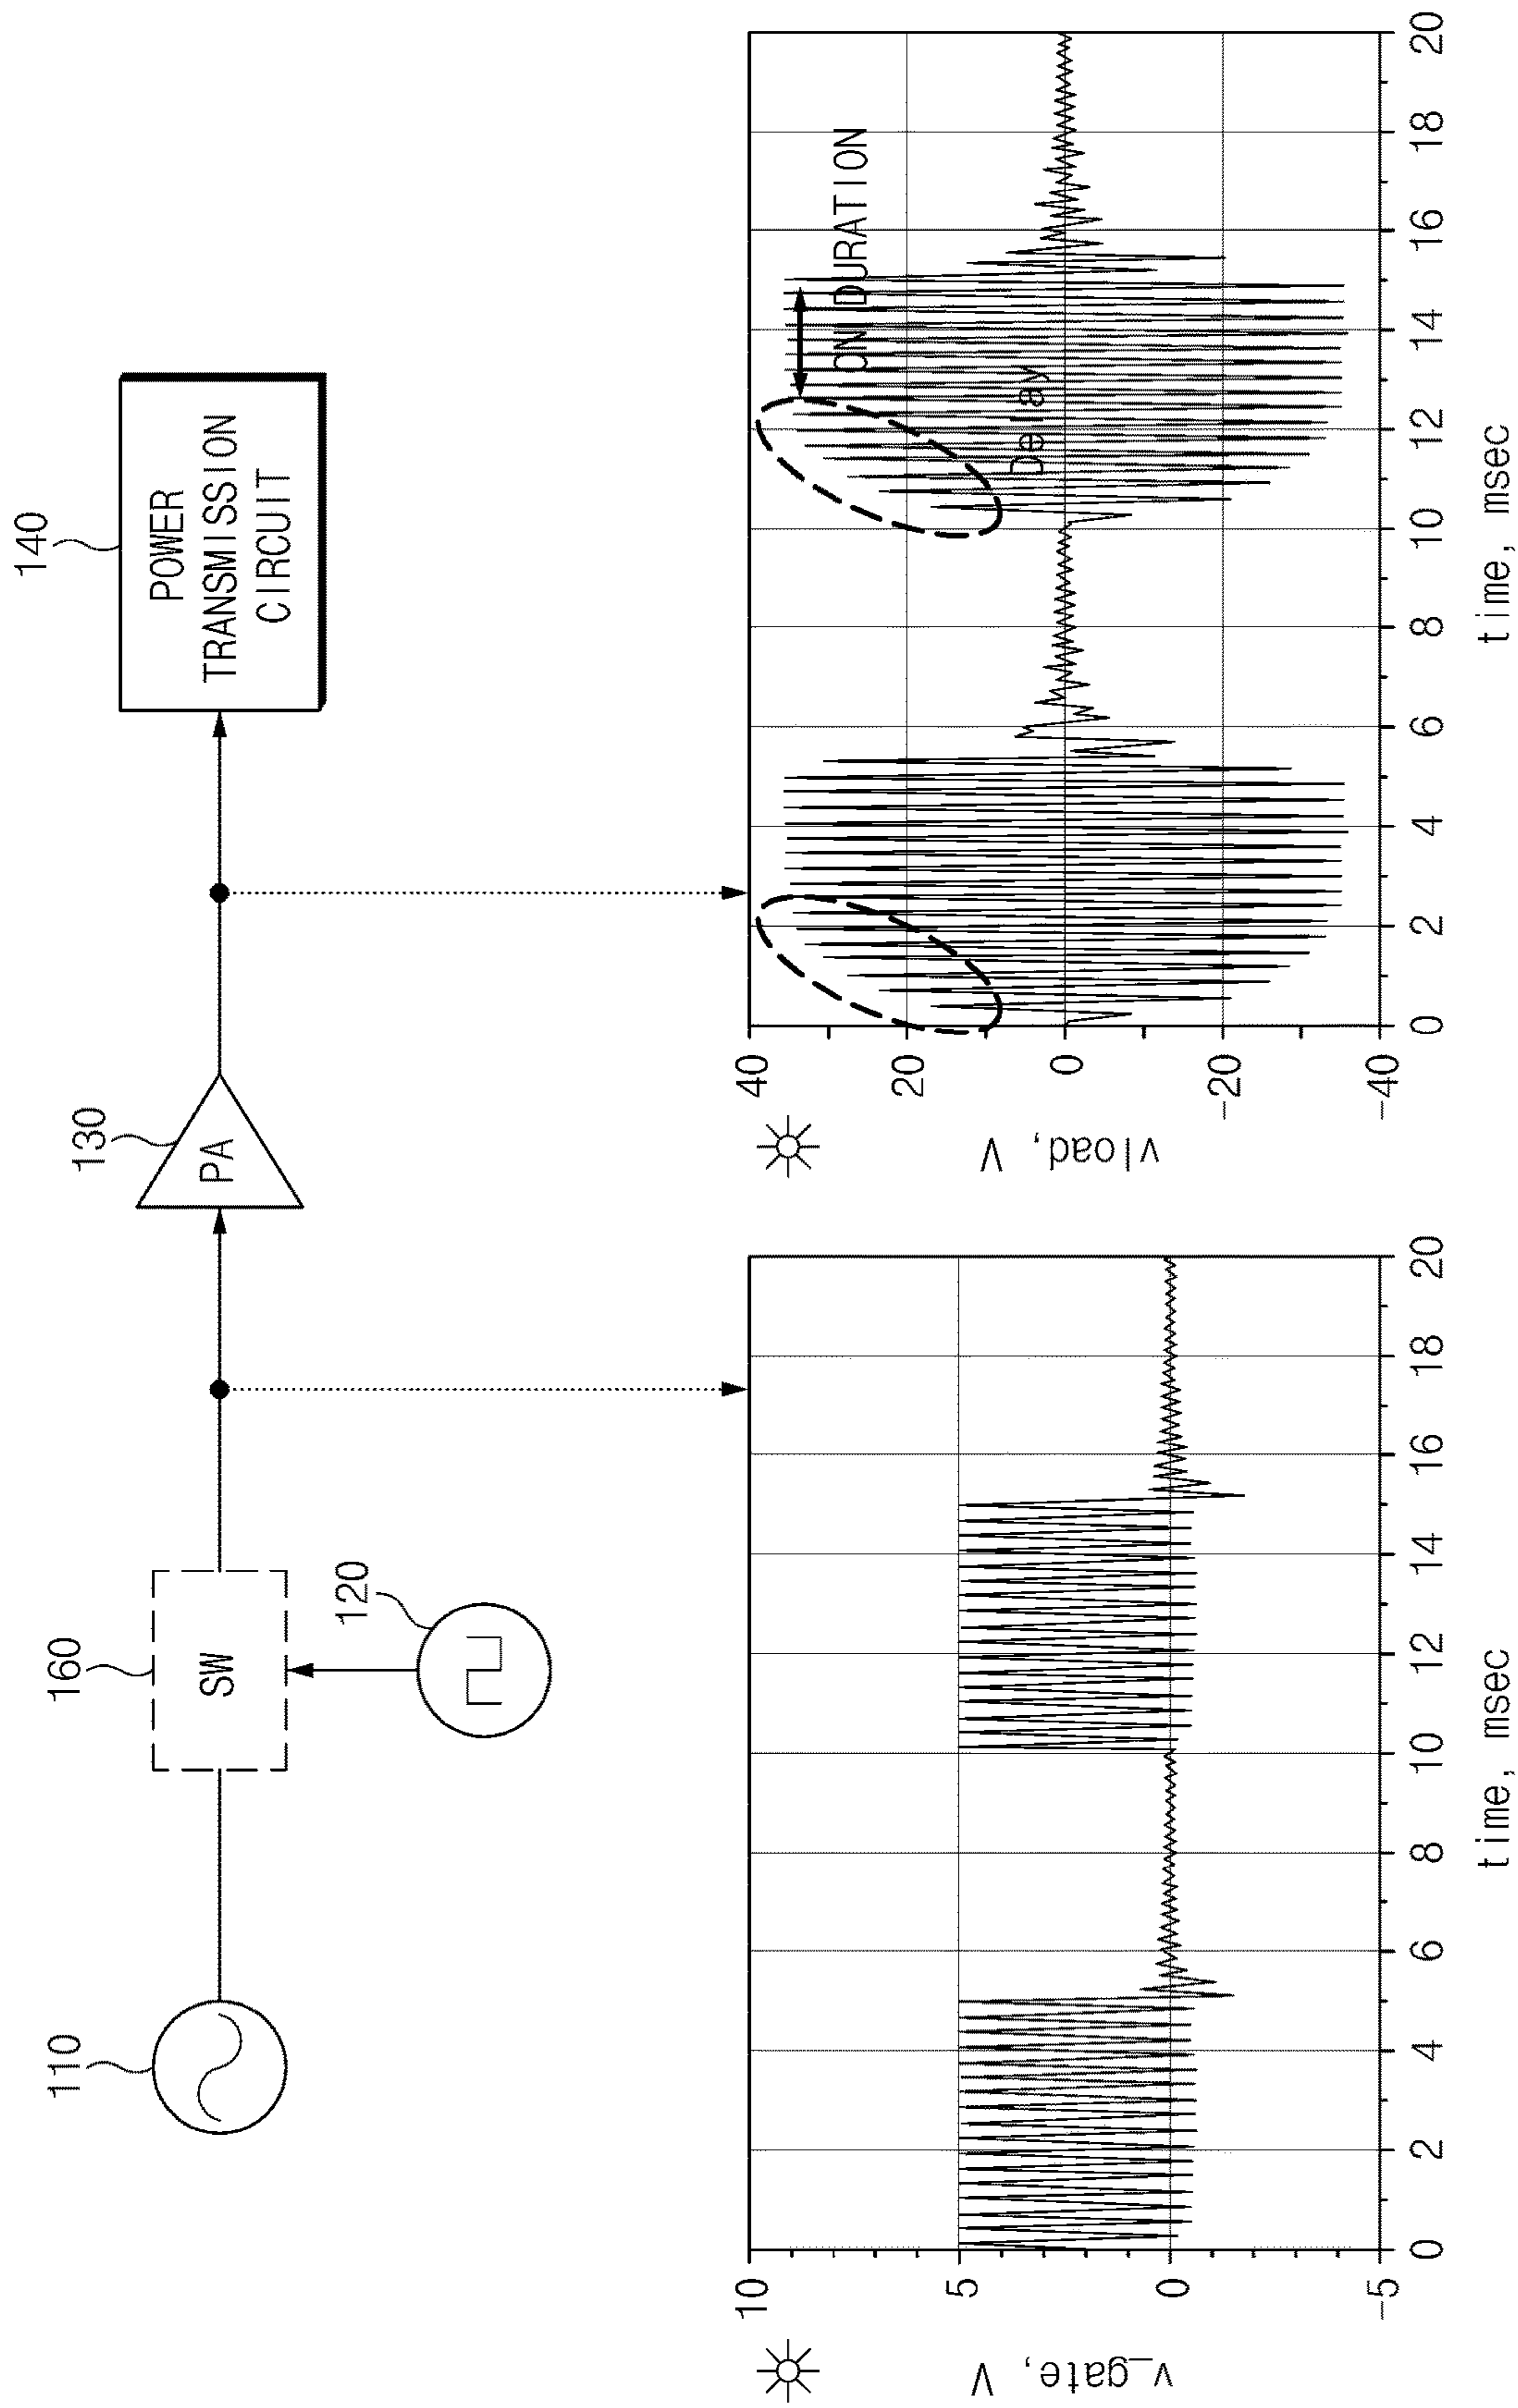 110
160
SW
120
130
PA
140
POWER
TRANSMISSION
CIRCUIT
v_gate, V
10
5
0
-5
0 2 4 6 8 10 12 14 16 18 20
time, msec
vload, V
40
20
0
-20
-40
ON DURATION
Delay
0 2 4 6 8 10 12 14 16 18 20
time, msec